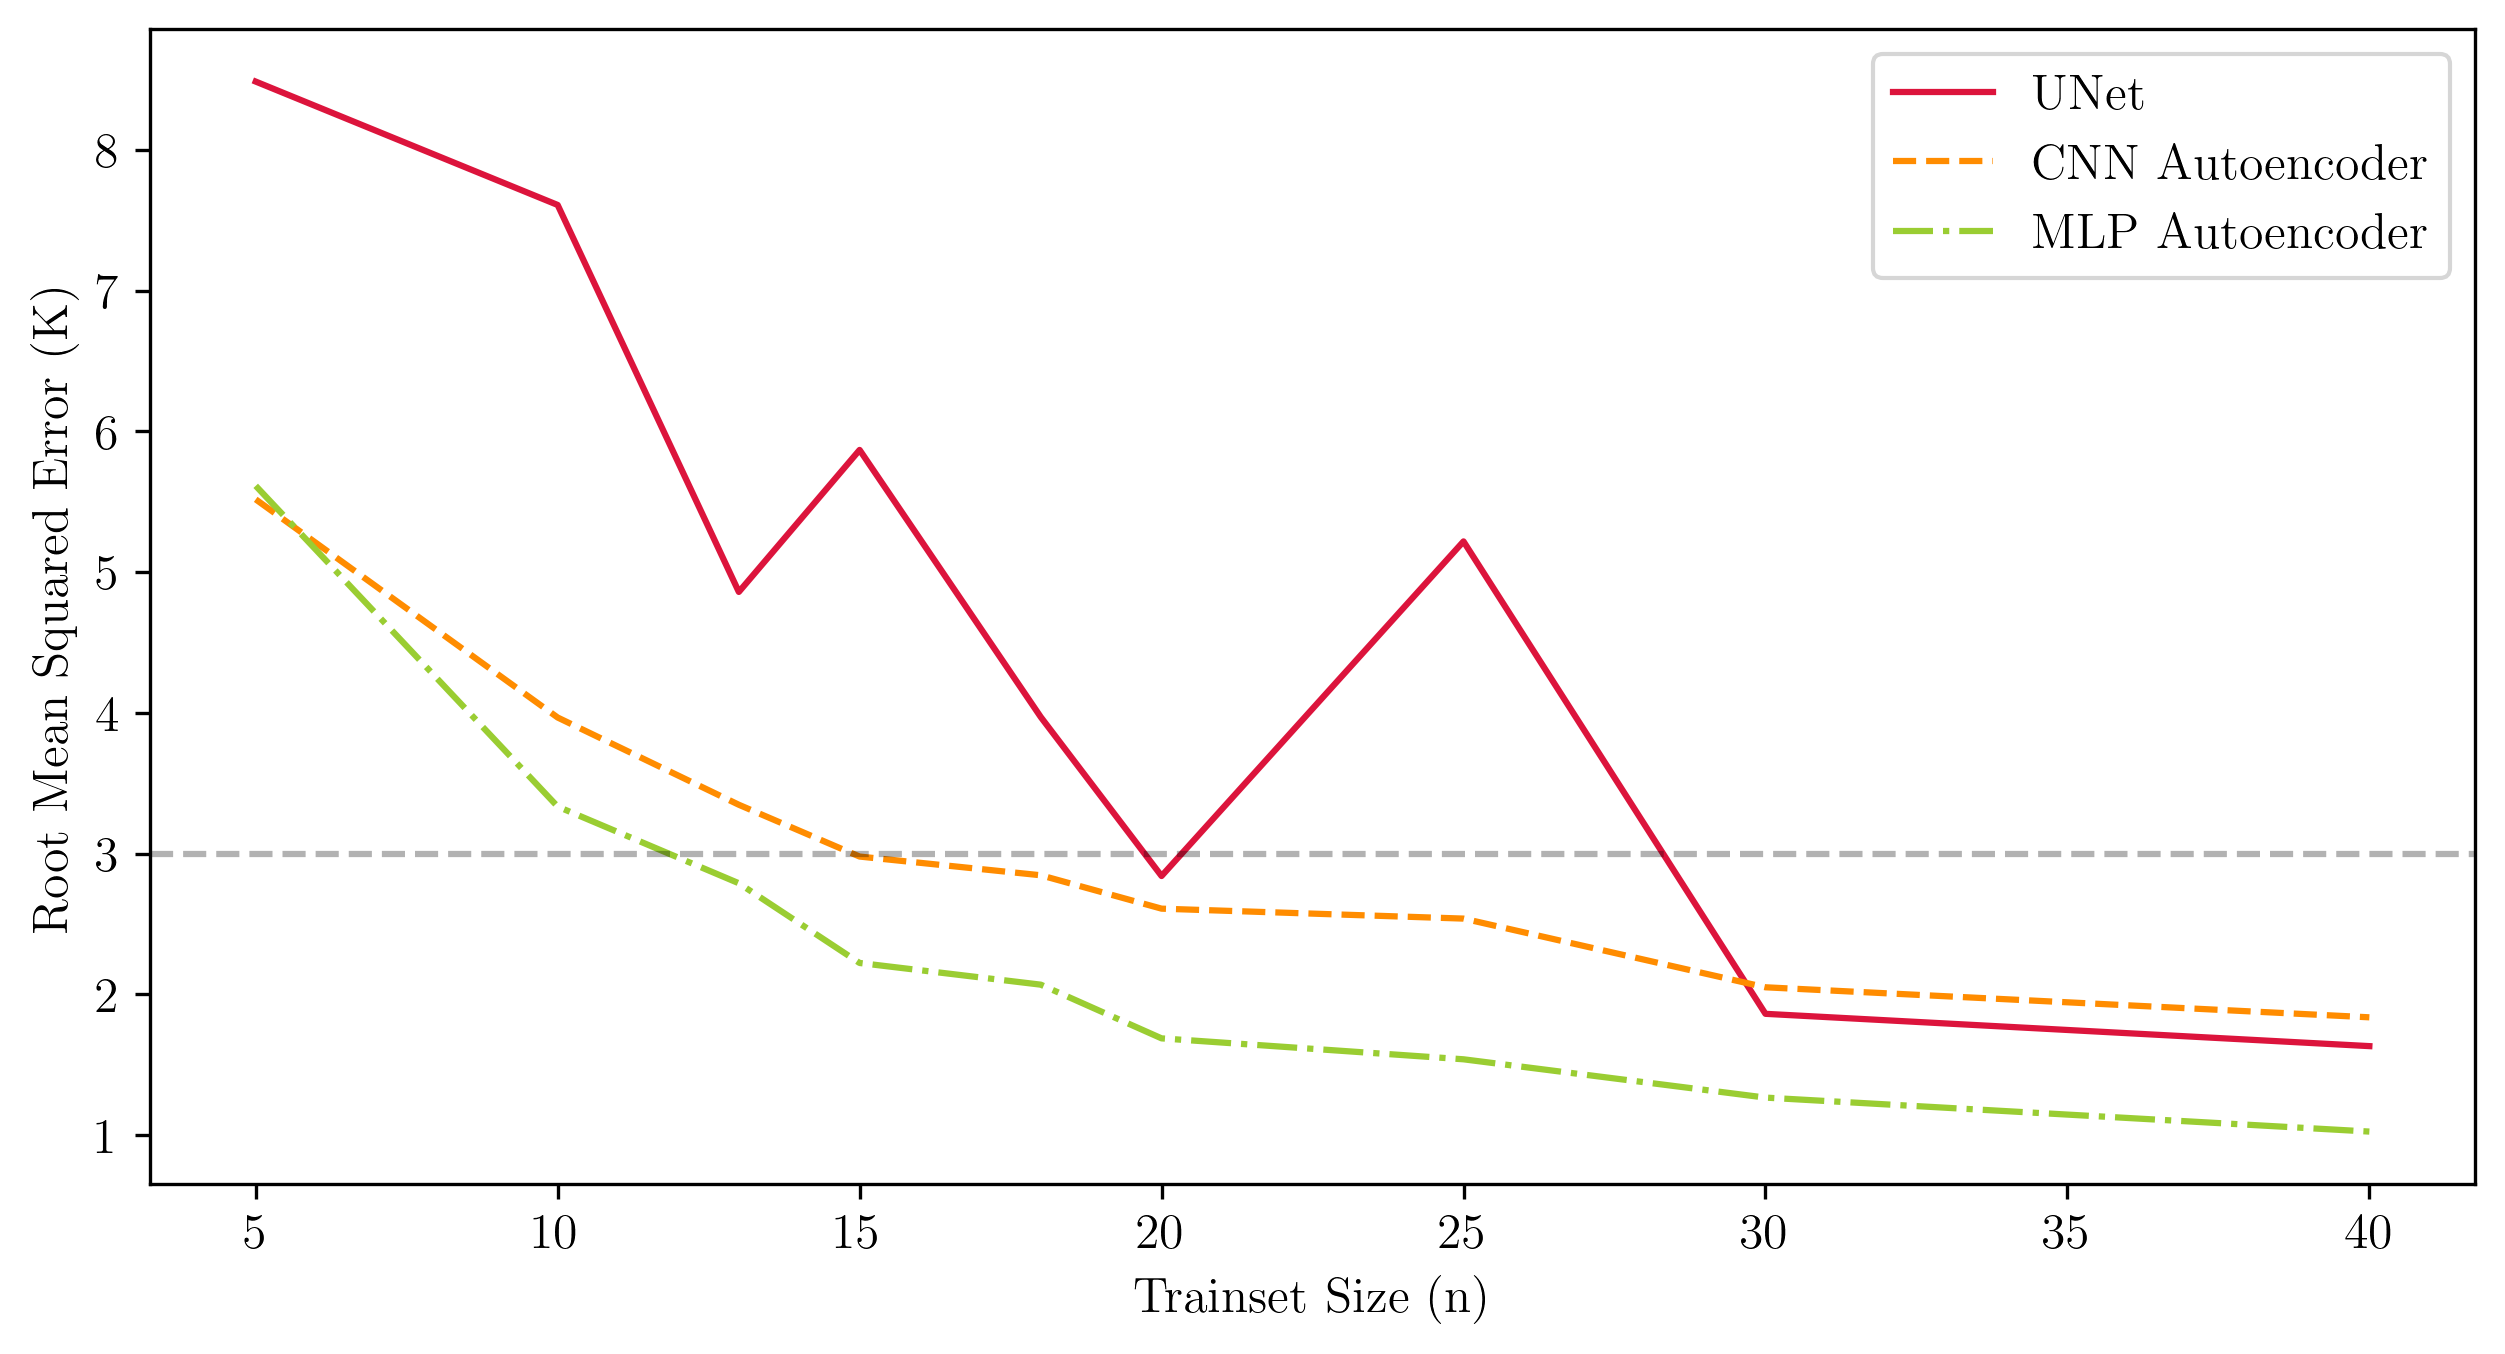 UNet
CNN Autoencoder
MLP Autoencoder
Root Mean Squared Error (K)
8
7
6
5
4
3
2
1
5 10 15 20 25 30 35 40
Trainset Size (n)